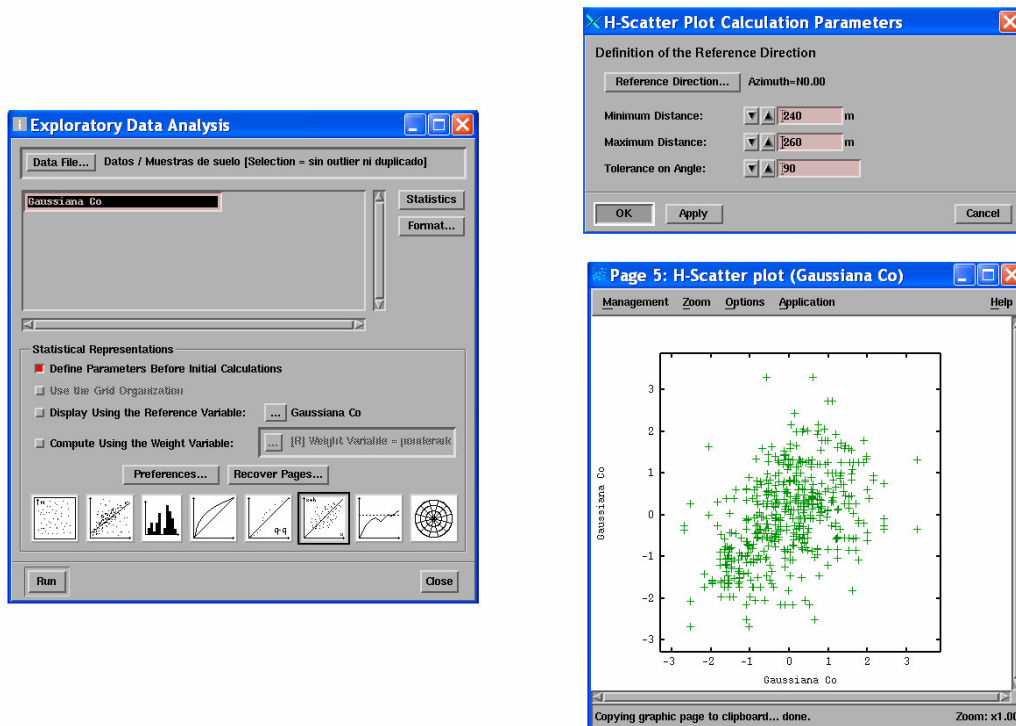 Exploratory Data Analysis
Data File... Datos / Muestras de suelo [Selection = sin outlier ni duplicado]
Gaussiana Co
Statistics
Format...
Statistical Representations
Define Parameters Before Initial Calculations
Use the Grid Organization
Display Using the Reference Variable: ... Gaussiana Co
Compute Using the Weight Variable: ... [R] Weight Variable =
Preferences... Recover Pages...
q-q
x+h
x
Run Close
H-Scatter Plot Calculation Parameters
Definition of the Reference Direction
Reference Direction... Azimuth=N0.00
Minimum Distance: 240 m
Maximum Distance: 260 m
Tolerance on Angle: 90
OK Apply Cancel
Page 5: H-Scatter plot (Gaussiana Co)
Management Zoom Options Application Help
3
2
1
0
-1
-2
-3
Gaussiana Co
-3 -2 -1 0 1 2 3
Gaussiana Co
Copying graphic page to clipboard... done. Zoom: x1.00